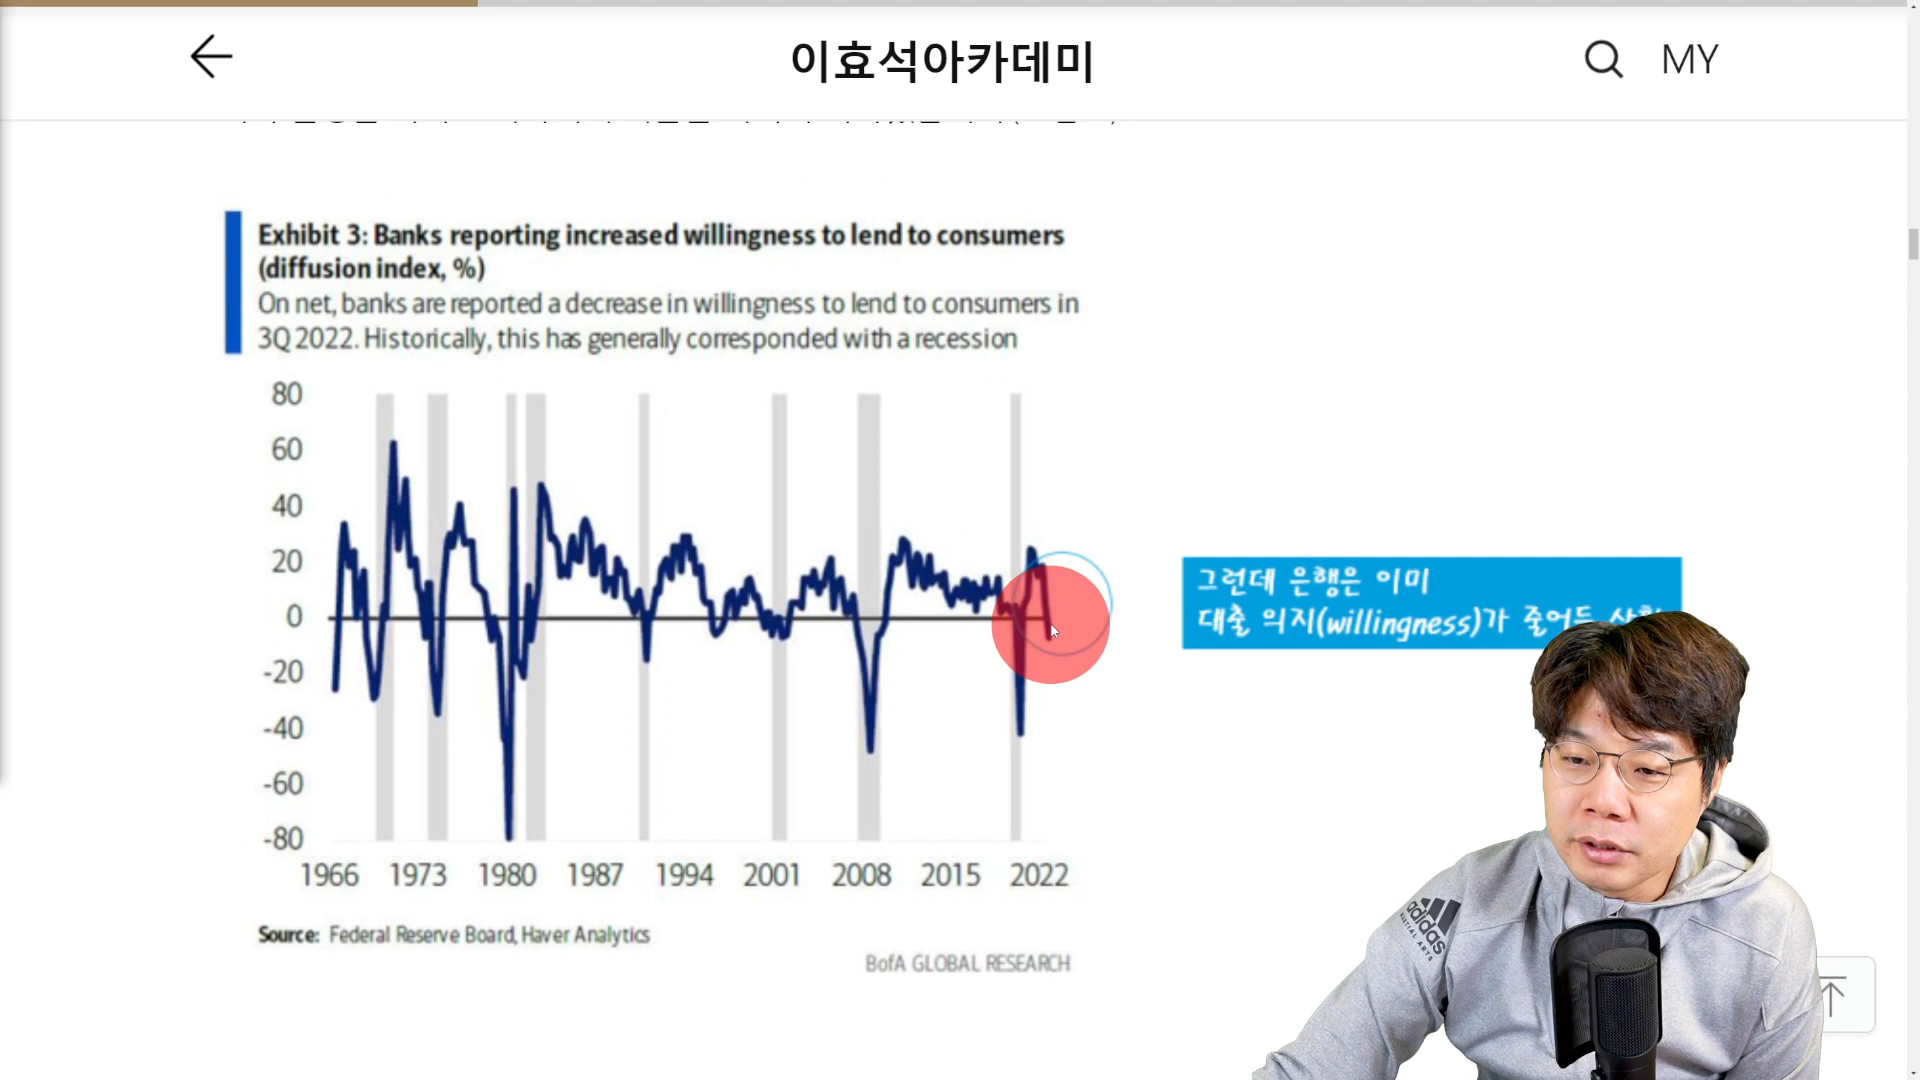 이효석아카데미
MY
Exhibit 3: Banks reporting increased willingness to lend to consumers
(diffusion index, %)
On net, banks are reported a decrease in willingness to lend to consumers in
3Q 2022. Historically, this has generally corresponded with a recession
80
60
40
20
0
-20
-40
-60
-80
1966 1973 1980 1987 1994 2001 2008 2015 2022
Source: Federal Reserve Board, Haver Analytics
BofA GLOBAL RESEARCH
그런데 은행은 이미
대출 의지(willingness)가 줄어든
adidas
MARTIAL ARTS